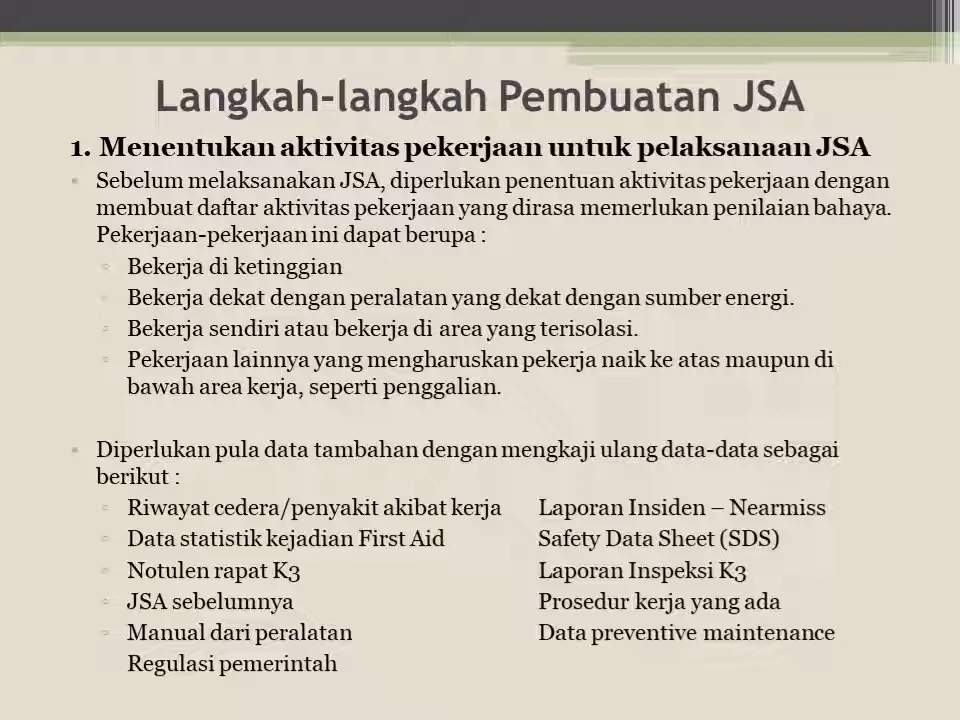 Langkah-langkah Pembuatan JSA
1. Menentukan aktivitas pekerjaan untuk pelaksanaan JSA
• Sebelum melaksanakan JSA, diperlukan penentuan aktivitas pekerjaan dengan
membuat daftar aktivitas pekerjaan yang dirasa memerlukan penilaian bahaya.
Pekerjaan-pekerjaan ini dapat berupa :
▫ Bekerja di ketinggian
▫ Bekerja dekat dengan peralatan yang dekat dengan sumber energi.
▫ Bekerja sendiri atau bekerja di area yang terisolasi.
▫ Pekerjaan lainnya yang mengharuskan pekerja naik ke atas maupun di
bawah area kerja, seperti penggalian.
• Diperlukan pula data tambahan dengan mengkaji ulang data-data sebagai
berikut :
▫ Riwayat cedera/penyakit akibat kerja Laporan Insiden – Nearmiss
▫ Data statistik kejadian First Aid Safety Data Sheet (SDS)
▫ Notulen rapat K3 Laporan Inspeksi K3
▫ JSA sebelumnya Prosedur kerja yang ada
▫ Manual dari peralatan Data preventive maintenance
Regulasi pemerintah